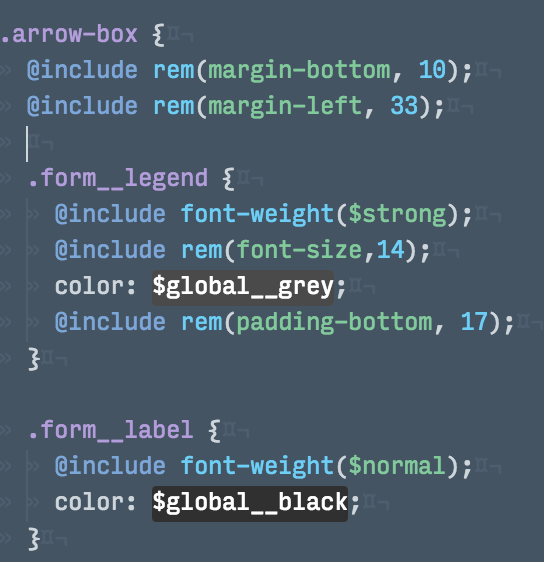 .arrow-box {
@include rem(margin-bottom, 10);
@include rem(margin-left, 33);
.form__legend {
@include font-weight($strong);
@include rem(font-size,14);
color: $global__grey;
@include rem(padding-bottom, 17);
}
.form__label {
@include font-weight($normal);
color: $global__black;
}